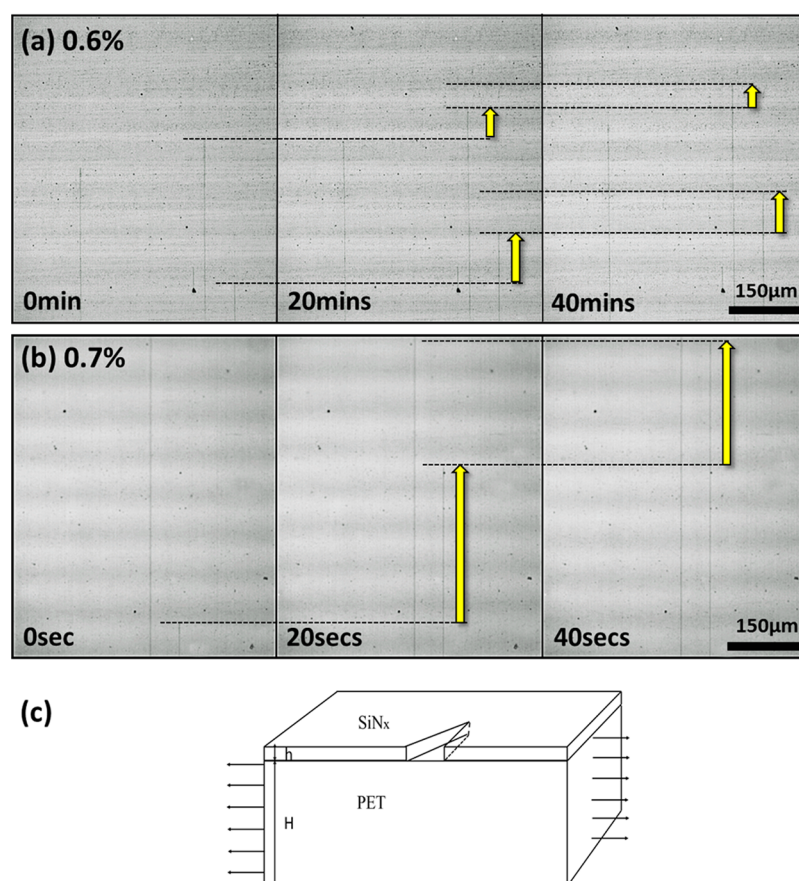 (a) 0.6%
0min
20mins
40mins
150μm
(b) 0.7%
0sec
20secs
40secs
150μm
(c)
SiNx
h
PET
H